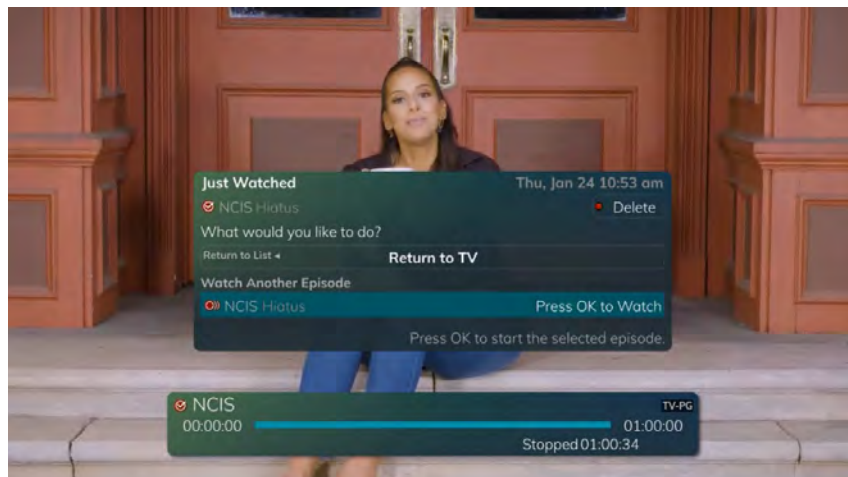 Just Watched Thu, Jan 24 10:53 am
NCIS Hiatus Delete
What would you like to do?
Return to List ◂ Return to TV
Watch Another Episode
NCIS Hiatus Press OK to Watch
Press OK to start the selected episode.
NCIS TV-PG
00:00:00 01:00:00
Stopped 01:00:34